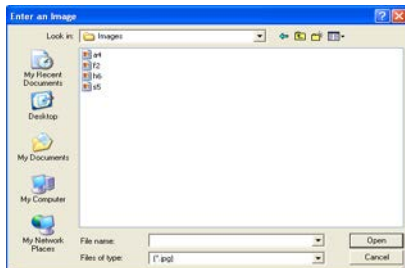 Enter an Image
Look in: Images
a4
f2
h6
s5
My Recent
Documents
Desktop
My Documents
My Computer
My Network
Places
File name:
Open
Files of type: (*.jpg)
Cancel